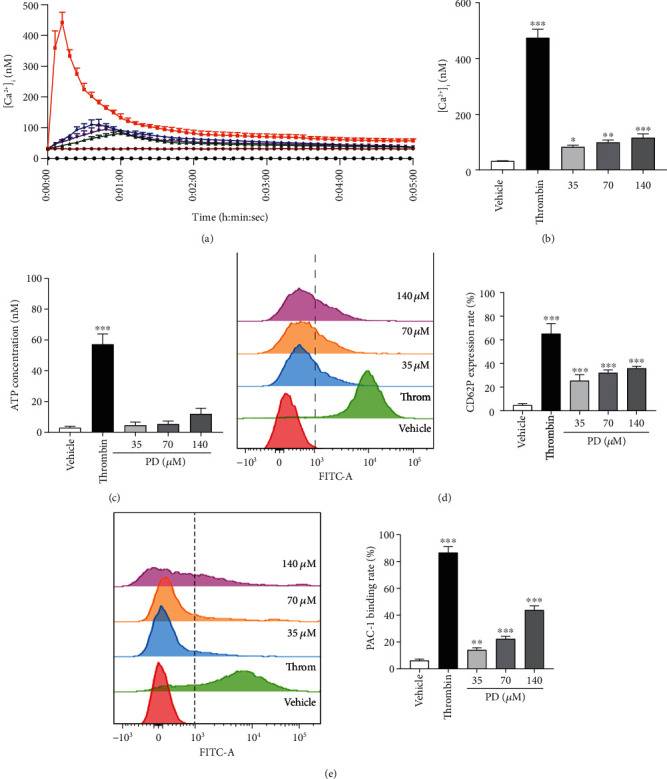 500
400
300
200
100
0
[Ca²⁺]ᵢ (nM)
0:00:00
0:01:00
0:02:00
0:03:00
0:04:00
0:05:00
Time (h:min:sec)
(a)
600
400
200
0
[Ca²⁺]ᵢ (nM)
***
*
**
***
Vehicle
Thrombin
35
70
140
(b)
100
80
60
40
20
0
ATP concentration (nM)
***
Vehicle
Thrombin
35
70
140
PD (μM)
(c)
140 μM
70 μM
35 μM
Throm
Vehicle
−10³
0
10³
10⁴
10⁵
FITC-A
100
80
60
40
20
0
CD62P expression rate (%)
***
***
***
***
Vehicle
Thrombin
35
70
140
PD (μM)
(d)
140 μM
70 μM
35 μM
Throm
Vehicle
−10³
0
10³
10⁴
10⁵
FITC-A
100
80
60
40
20
0
PAC-1 binding rate (%)
***
**
***
***
Vehicle
Thrombin
35
70
140
PD (μM)
(e)